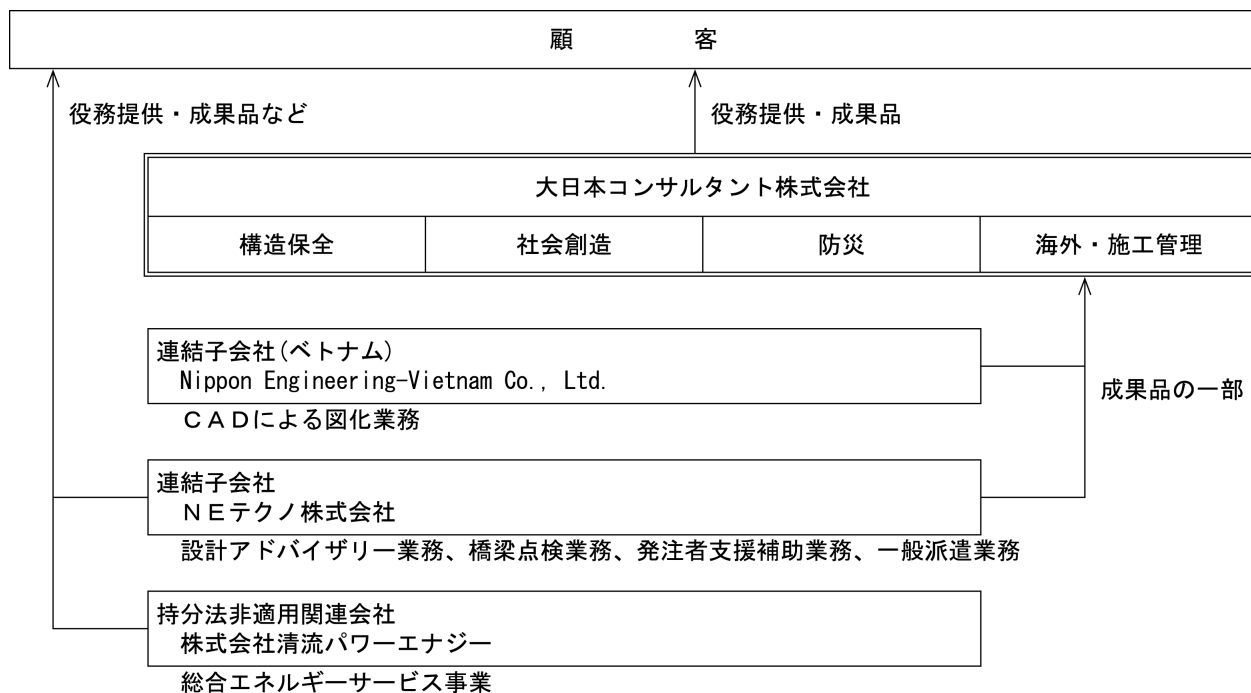 顧客
役務提供・成果品など
役務提供・成果品
大日本コンサルタント株式会社
構造保全
社会創造
防災
海外・施工管理
連結子会社(ベトナム)
Nippon Engineering-Vietnam Co., Ltd.
成果品の一部
ＣＡＤによる図化業務
連結子会社
ＮＥテクノ株式会社
設計アドバイザリー業務、橋梁点検業務、発注者支援補助業務、一般派遣業務
持分法非適用関連会社
株式会社清流パワーエナジー
総合エネルギーサービス事業